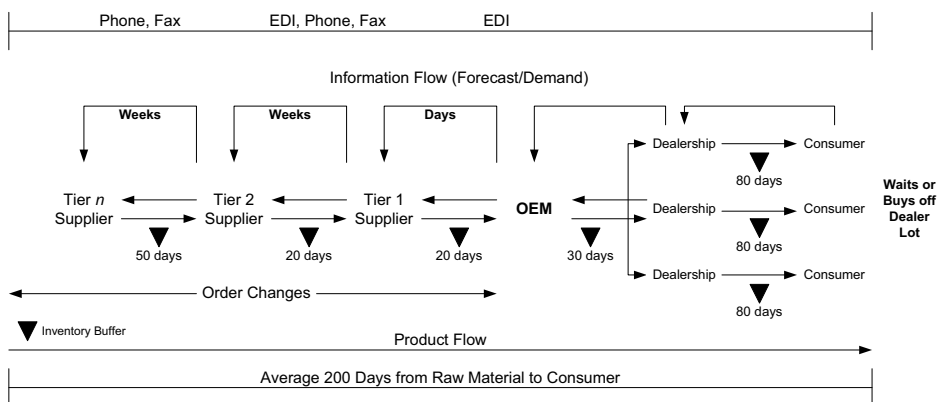 Phone, Fax EDI, Phone, Fax EDI
Information Flow (Forecast/Demand)
Weeks Weeks Days
Dealership Consumer
80 days
Tier n Supplier
Tier 2 Supplier
Tier 1 Supplier
OEM
Dealership Consumer
80 days
Waits or
Buys off
Dealer
Lot
50 days 20 days 20 days 30 days
Dealership Consumer
80 days
Order Changes
Inventory Buffer
Product Flow
Average 200 Days from Raw Material to Consumer